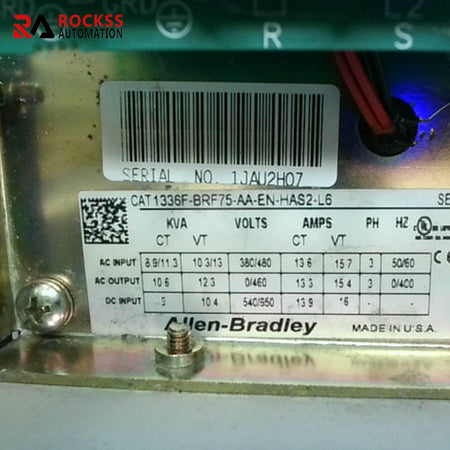 ROCKSS
AUTOMATION
GRD
R S
SERIAL NO. 1JAU2H07
CAT 1336F-BRF75-AA-EN-HAS2-L6 SE
KVA VOLTS AMPS PH HZ
CT VT CT VT
AC INPUT 8.9/11.3 10.3/13 380/480 13.6 15.7 3 50/60
AC OUTPUT 10.6 12.3 0/460 13.3 15.4 3 0/400
DC INPUT 9 10.4 540/650 13.9 16 -
Allen-Bradley MADE IN U.S.A.